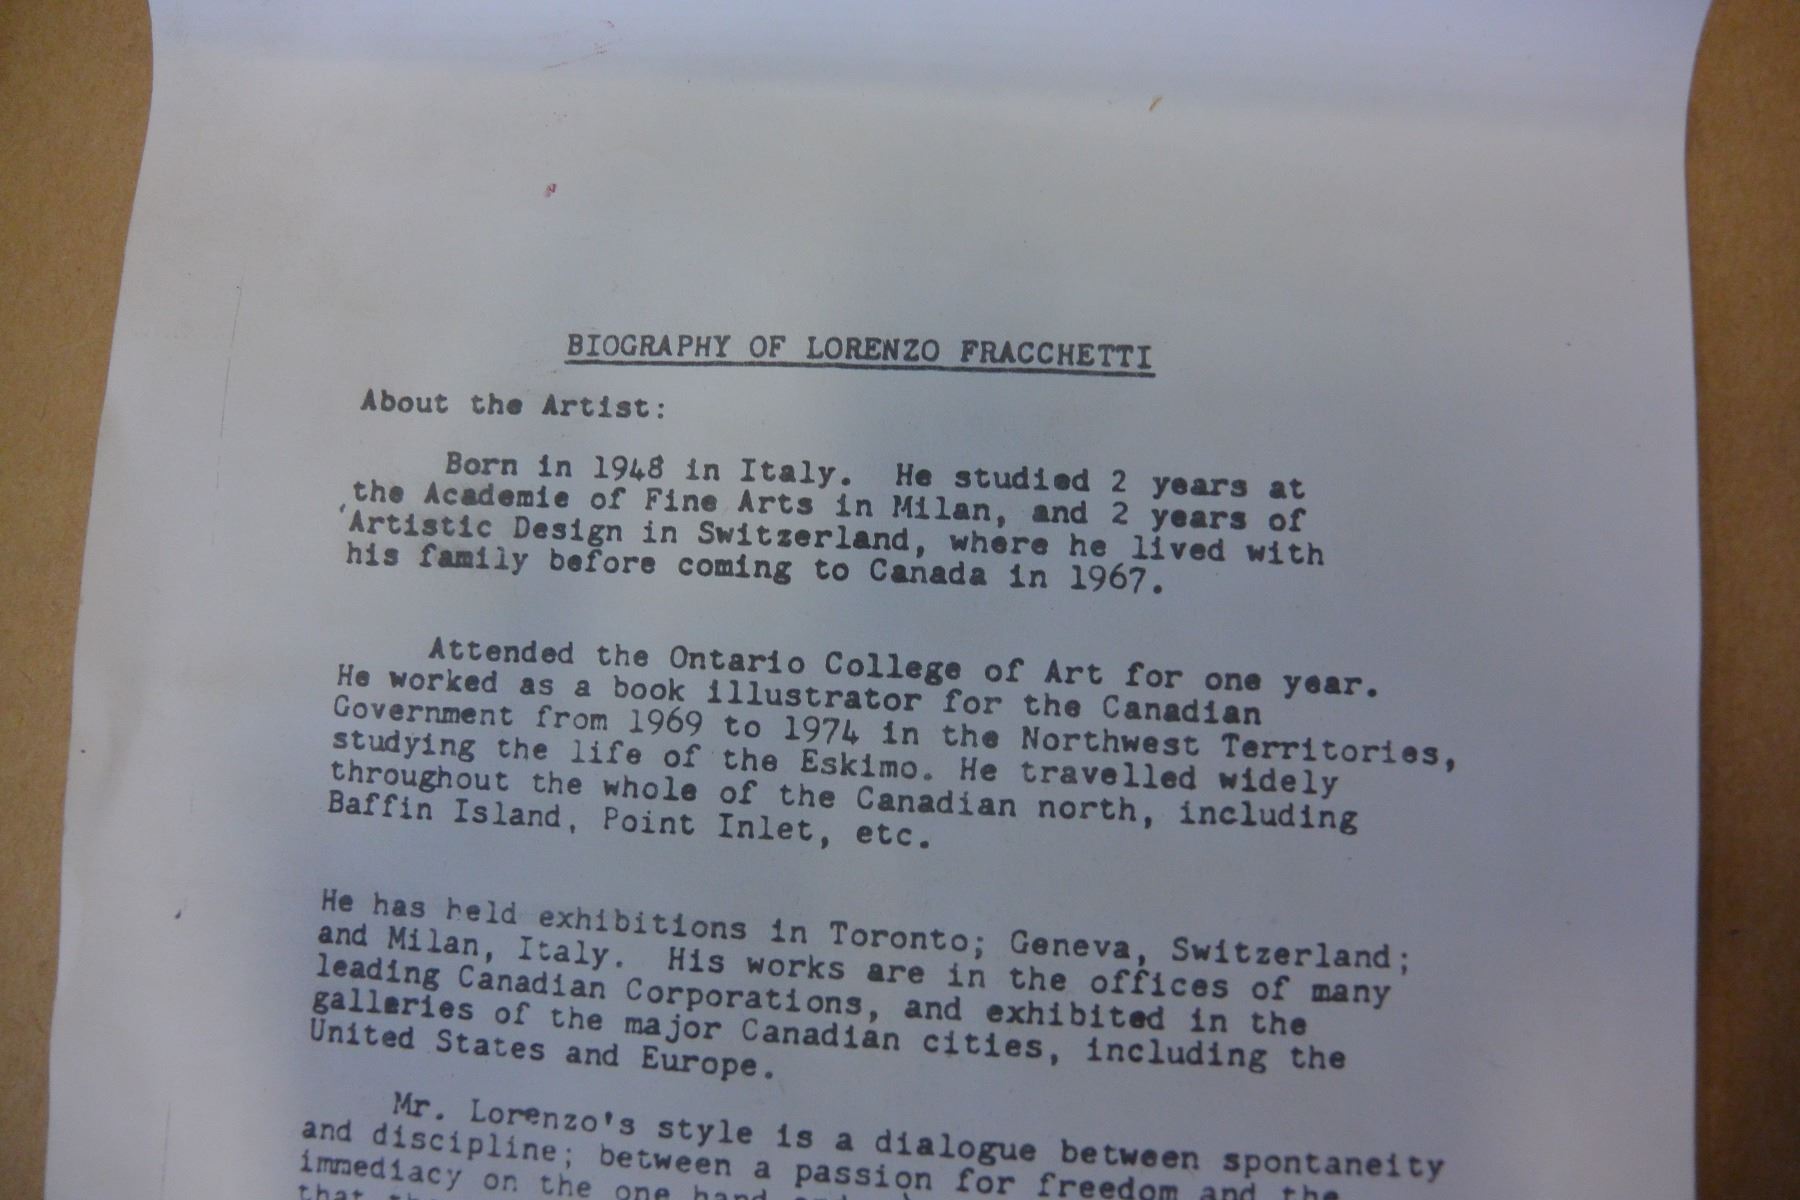 BIOGRAPHY OF LORENZO FRACCHETTI
About the Artist:
Born in 1948 in Italy. He studied 2 years at
the Academie of Fine Arts in Milan, and 2 years of
Artistic Design in Switzerland, where he lived with
his family before coming to Canada in 1967.
Attended the Ontario College of Art for one year.
He worked as a book illustrator for the Canadian
Government from 1969 to 1974 in the Northwest Territories,
studying the life of the Eskimo. He travelled widely
throughout the whole of the Canadian north, including
Baffin Island, Point Inlet, etc.
He has held exhibitions in Toronto; Geneva, Switzerland;
and Milan, Italy. His works are in the offices of many
leading Canadian Corporations, and exhibited in the
galleries of the major Canadian cities, including the
United States and Europe.
Mr. Lorenzo's style is a dialogue between spontaneity
and discipline; between a passion for freedom and the
immediacy on the one hand
that